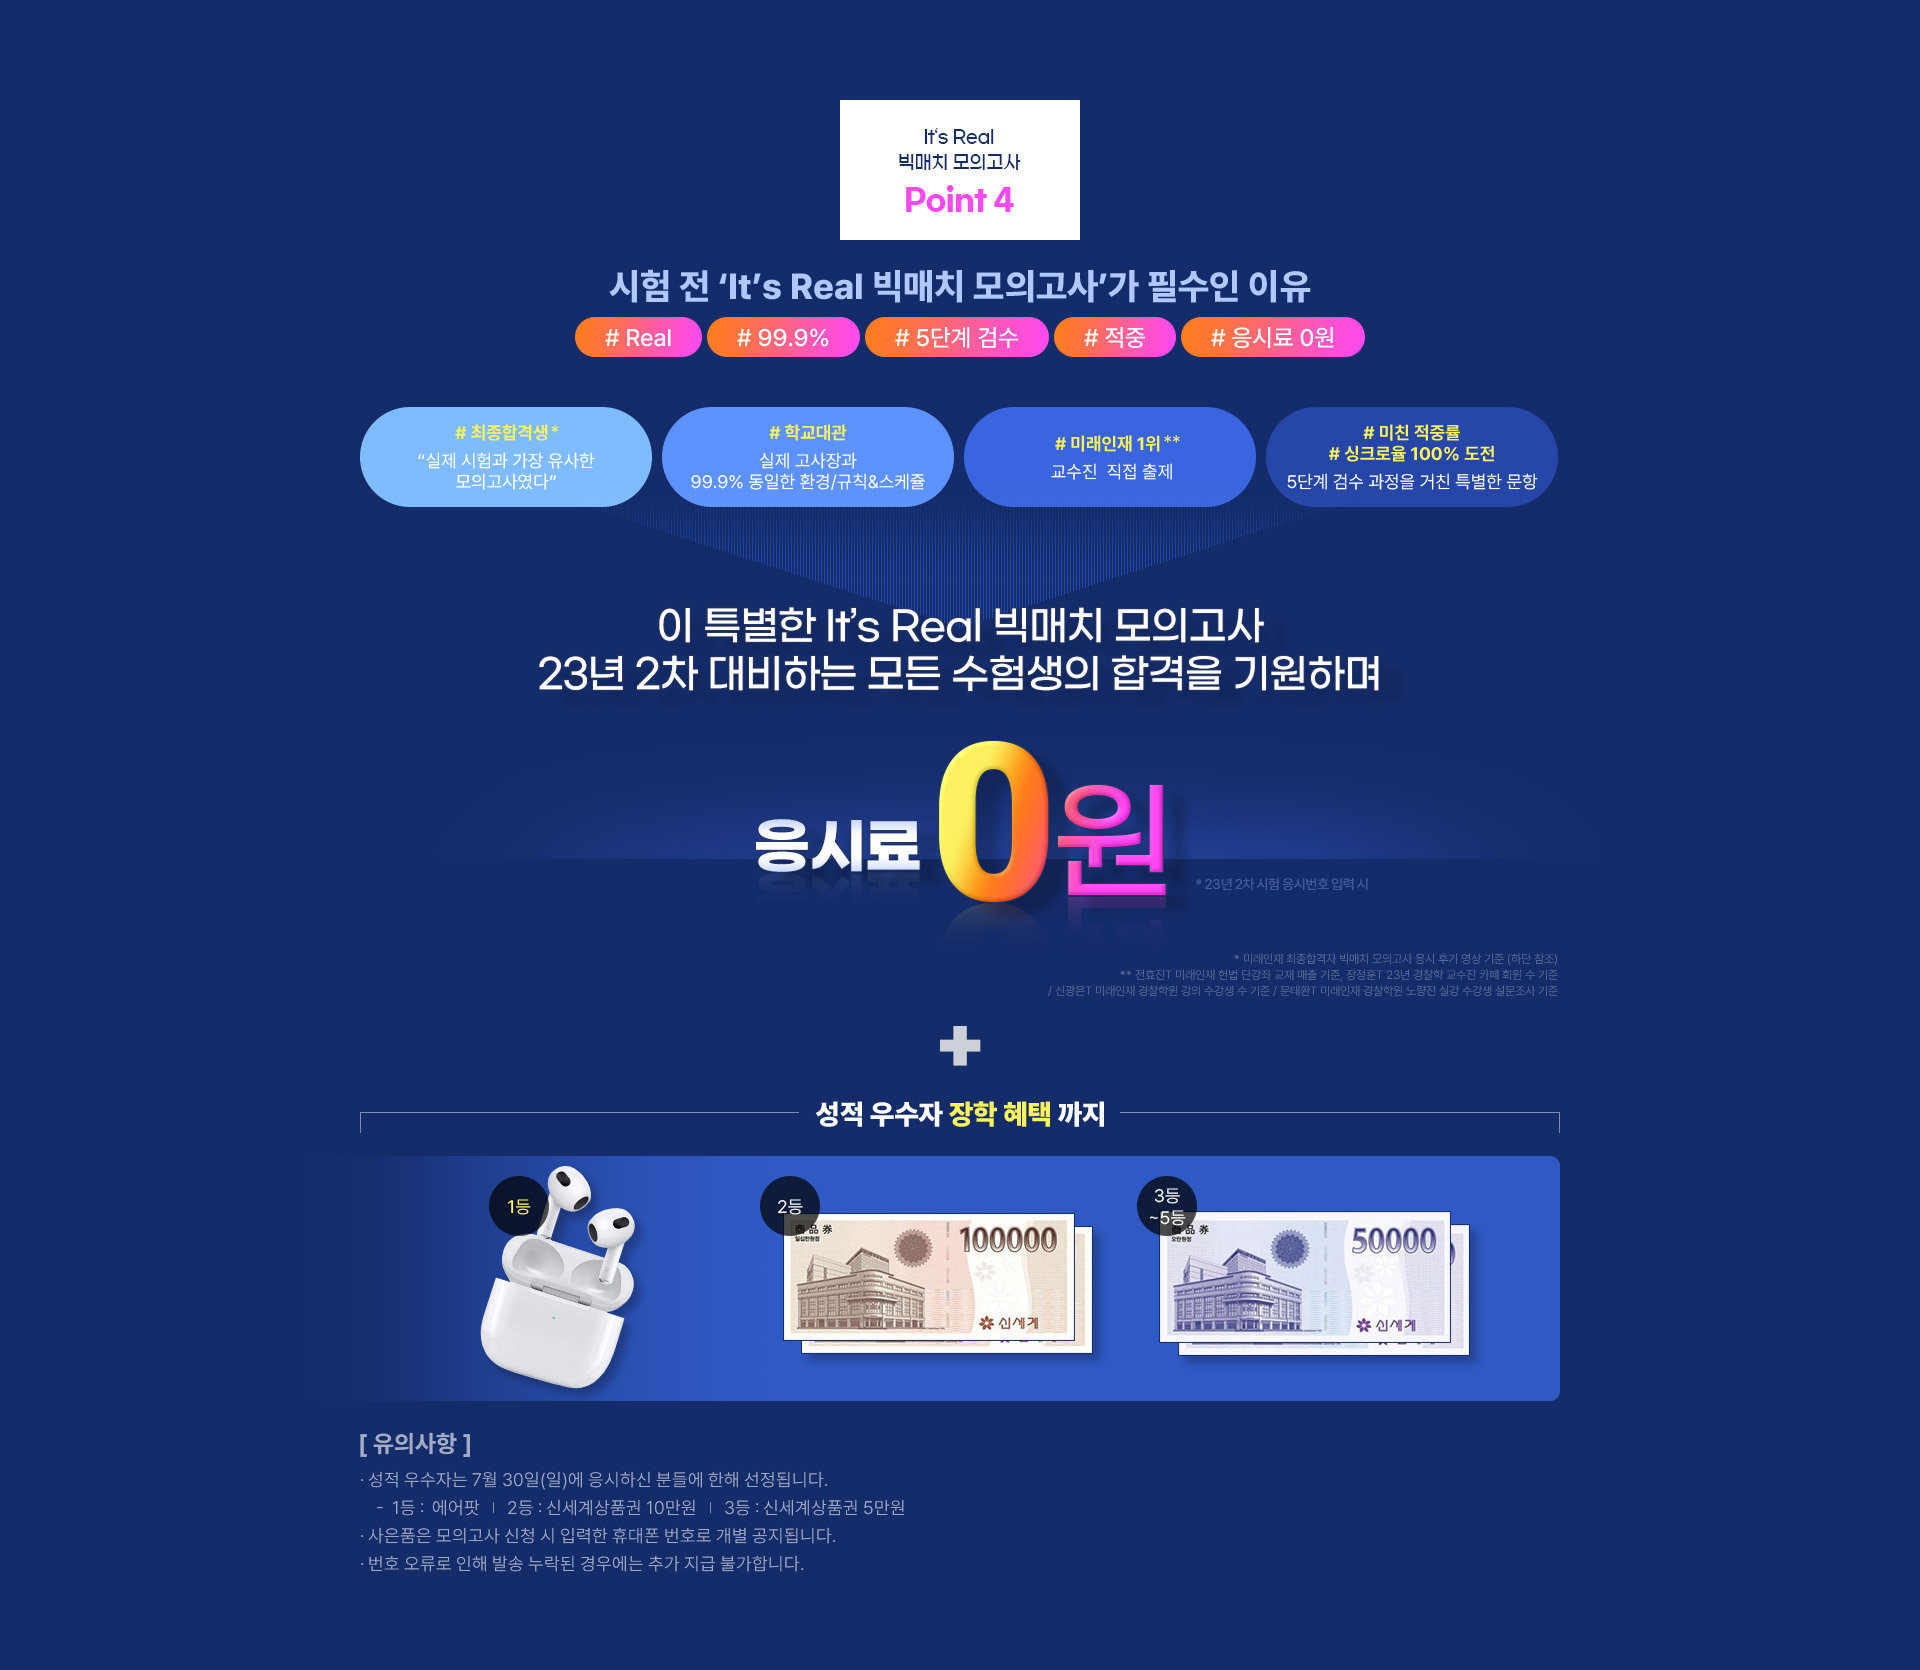 It's Real
빅매치 모의고사
Point 4
시험 전 ‘It’s Real 빅매치 모의고사’가 필수인 이유
# Real # 99.9% # 5단계 검수 # 적중 # 응시료 0원
# 최종합격생*
“실제 시험과 가장 유사한
모의고사였다”
# 학교대관
실제 고사장과
99.9% 동일한 환경/규칙&스케쥴
# 미래인재 1위**
교수진 직접 출제
# 미친 적중률
# 싱크로율 100% 도전
5단계 검수 과정을 거친 특별한 문항
이 특별한 It’s Real 빅매치 모의고사
23년 2차 대비하는 모든 수험생의 합격을 기원하며
응시료 0원
* 23년 2차 시험 응시번호 입력 시
* 미래인재 최종합격자 빅매치 모의고사 응시 후기 영상 기준 (하단 참조)
** 전효진T 미래인재 헌법 단강좌 교재 매출 기준, 장정훈T 23년 경찰학 교수진 카페 회원 수 기준
/ 신광은T 미래인재 경찰학원 강의 수강생 수 기준 / 문태환T 미래인재 경찰학원 노량진 실강 수강생 설문조사 기준
성적 우수자 장학 혜택 까지
1등
2등
商品券
일십만원정
100000
신세계
3등
~5등
商品券
오만원정
50000
신세계
[ 유의사항 ]
· 성적 우수자는 7월 30일(일)에 응시하신 분들에 한해 선정됩니다.
- 1등 : 에어팟 | 2등 : 신세계상품권 10만원 | 3등 : 신세계상품권 5만원
· 사은품은 모의고사 신청 시 입력한 휴대폰 번호로 개별 공지됩니다.
· 번호 오류로 인해 발송 누락된 경우에는 추가 지급 불가합니다.